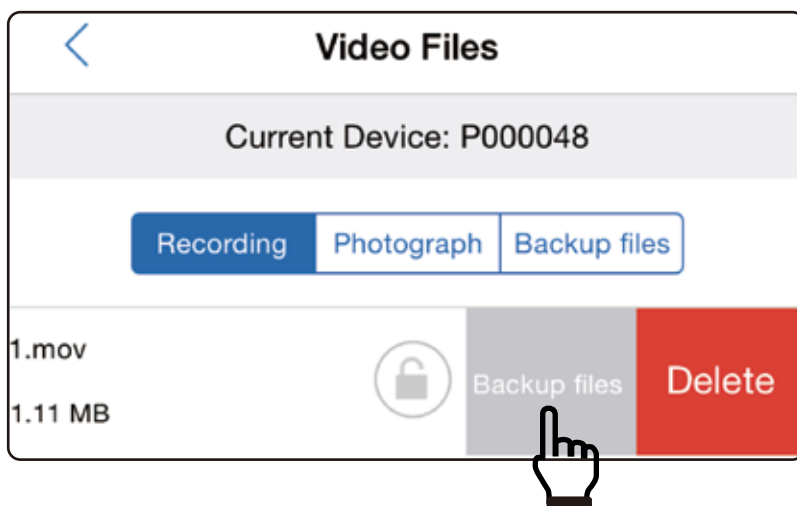 Video Files
Current Device: P000048
Recording Photograph Backup files
1.mov
Backup files Delete
1.11 MB